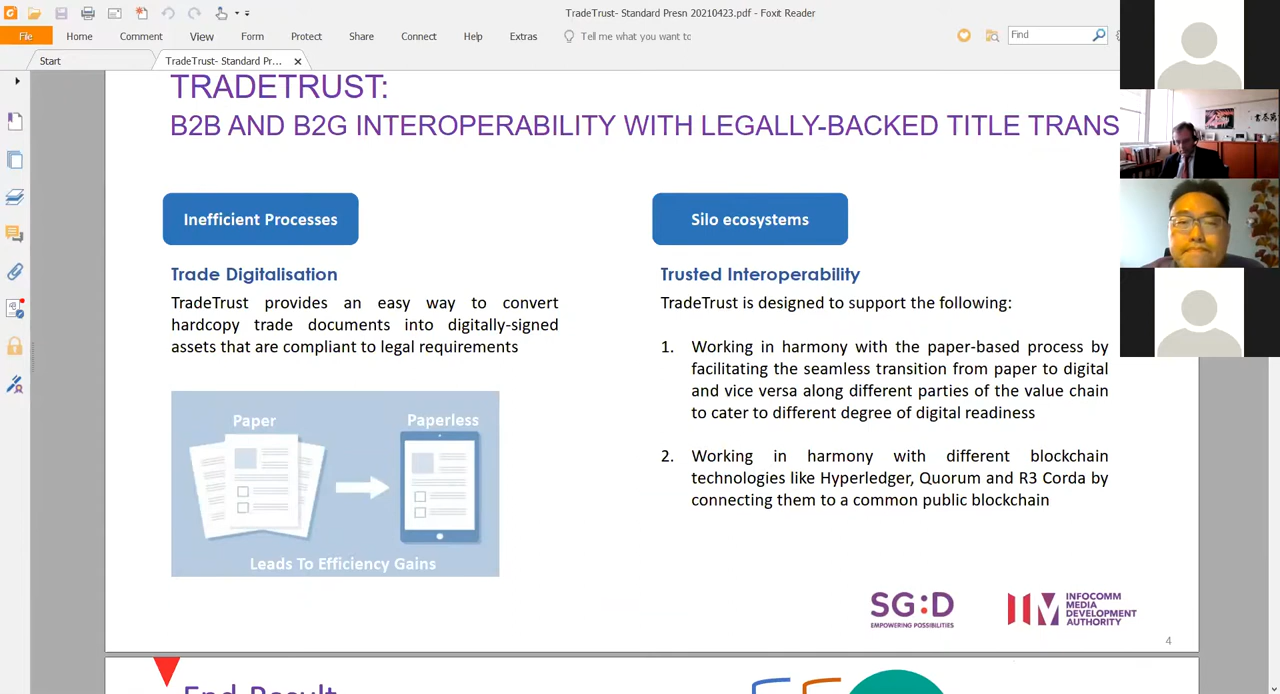 TradeTrust- Standard Presn 20210423.pdf - Foxit Reader
File Home Comment View Form Protect Share Connect Help Extras Tell me what you want to Find
Start TradeTrust- Standard Pr...
TRADETRUST:
B2B AND B2G INTEROPERABILITY WITH LEGALLY-BACKED TITLE TRANS
Inefficient Processes
Trade Digitalisation
TradeTrust provides an easy way to convert
hardcopy trade documents into digitally-signed
assets that are compliant to legal requirements
Paper
Paperless
Leads To Efficiency Gains
Silo ecosystems
Trusted Interoperability
TradeTrust is designed to support the following:
1. Working in harmony with the paper-based process by
facilitating the seamless transition from paper to digital
and vice versa along different parties of the value chain
to cater to different degree of digital readiness
2. Working in harmony with different blockchain
technologies like Hyperledger, Quorum and R3 Corda by
connecting them to a common public blockchain
SG:D
EMPOWERING POSSIBILITIES
IM
INFOCOMM
MEDIA
DEVELOPMENT
AUTHORITY
4
End Result